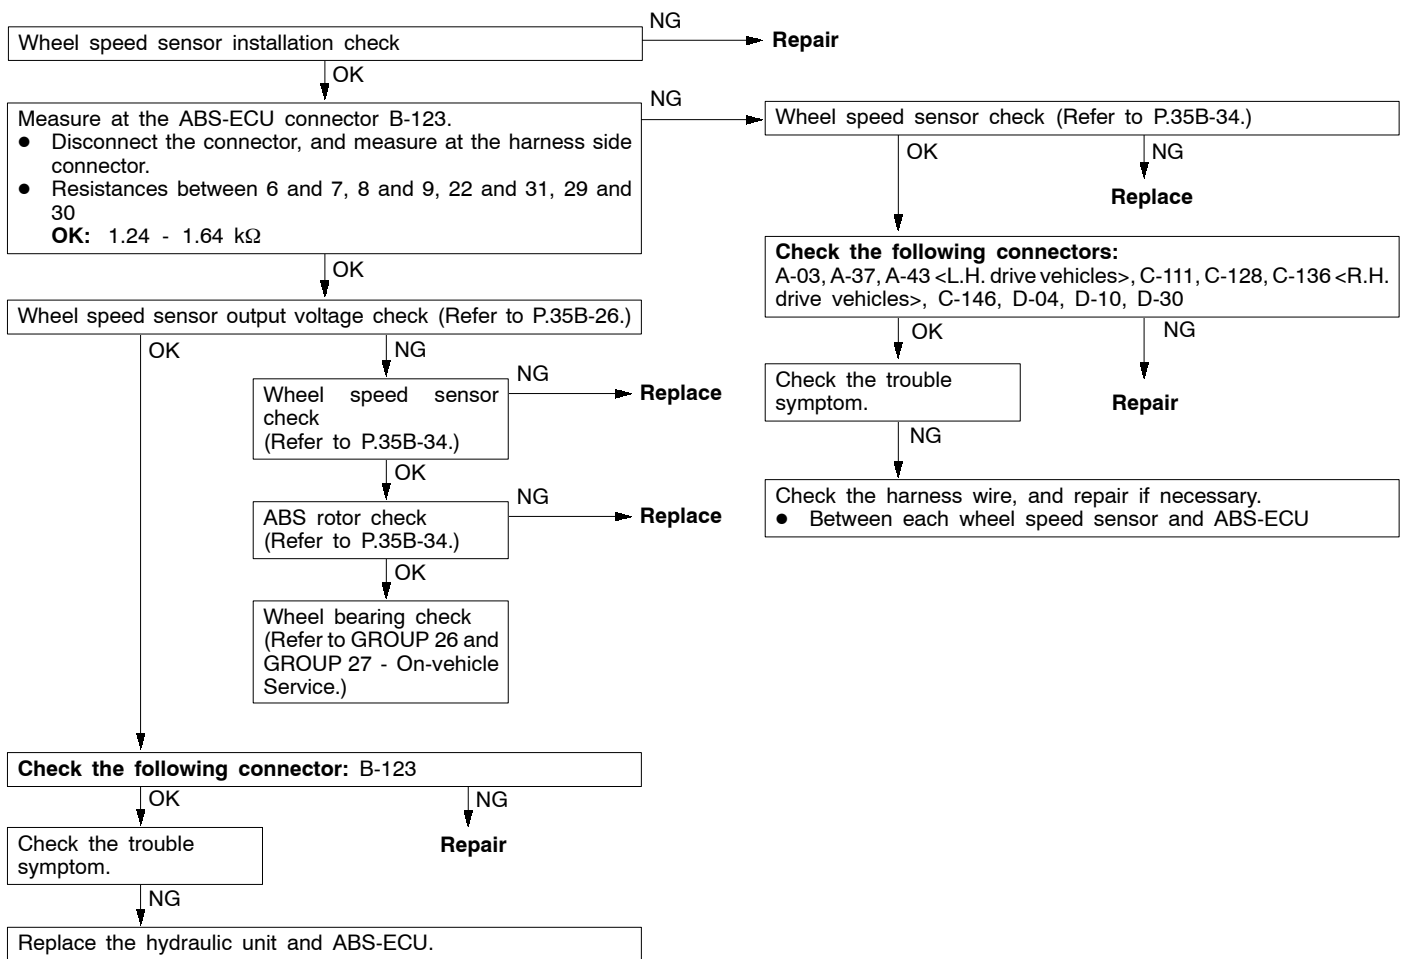 Wheel speed sensor installation check
NG
Repair
OK
Measure at the ABS-ECU connector B-123.
● Disconnect the connector, and measure at the harness side
connector.
● Resistances between 6 and 7, 8 and 9, 22 and 31, 29 and
30
OK: 1.24 - 1.64 kΩ
NG
Wheel speed sensor check (Refer to P.35B-34.)
OK
NG
Replace
Check the following connectors:
A-03, A-37, A-43 <L.H. drive vehicles>, C-111, C-128, C-136 <R.H.
drive vehicles>, C-146, D-04, D-10, D-30
OK
NG
Check the trouble
symptom.
Repair
NG
Check the harness wire, and repair if necessary.
● Between each wheel speed sensor and ABS-ECU
OK
Wheel speed sensor output voltage check (Refer to P.35B-26.)
OK
NG
Wheel speed sensor
check
(Refer to P.35B-34.)
NG
Replace
OK
ABS rotor check
(Refer to P.35B-34.)
NG
Replace
OK
Wheel bearing check
(Refer to GROUP 26 and
GROUP 27 - On-vehicle
Service.)
Check the following connector: B-123
OK
NG
Check the trouble
symptom.
Repair
NG
Replace the hydraulic unit and ABS-ECU.